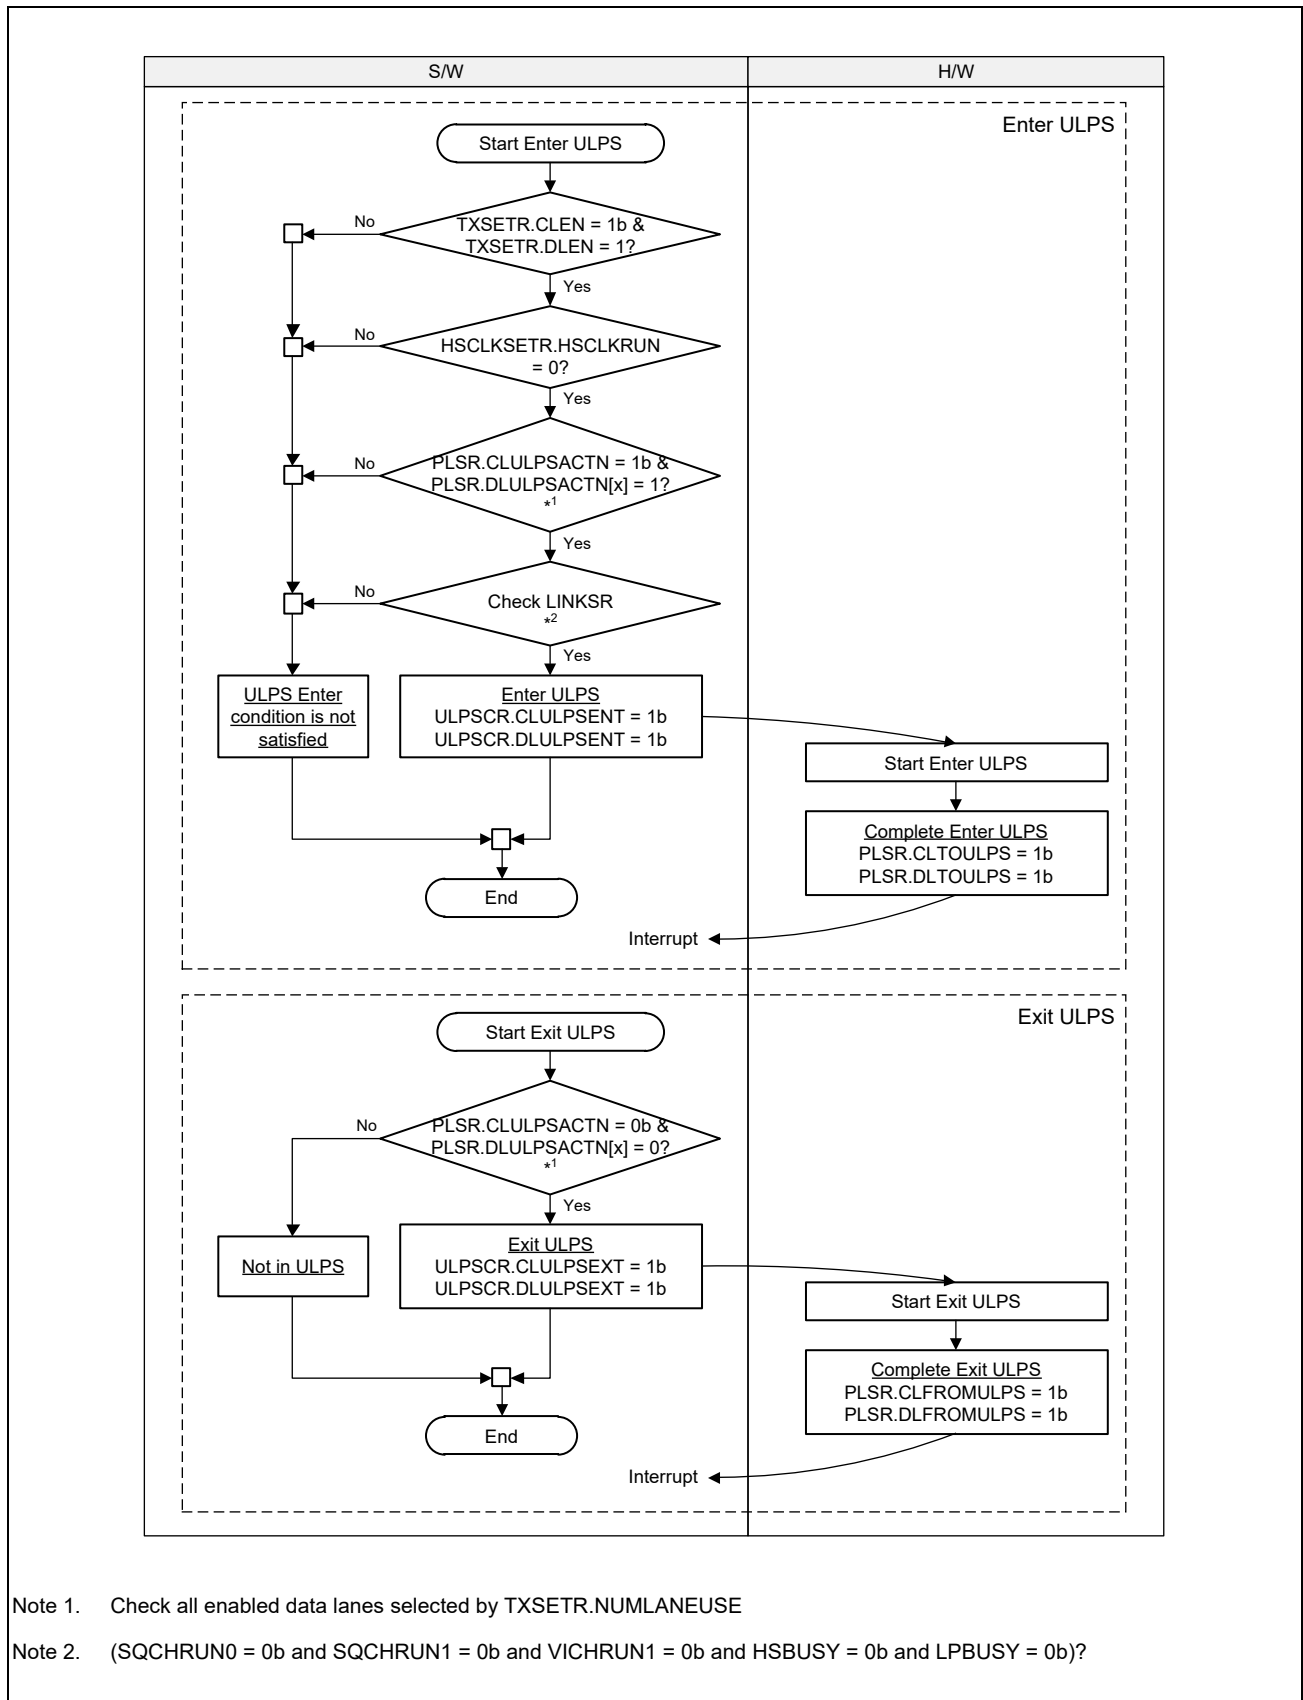 S/W
H/W
Enter ULPS
Start Enter ULPS
No
TXSETR.CLEN = 1b &
TXSETR.DLEN = 1?
Yes
No
HSCLKSETR.HSCLKRUN
= 0?
Yes
No
PLSR.CLULPSACTN = 1b &
PLSR.DLULPSACTN[x] = 1?
*1
Yes
No
Check LINKSR
*2
Yes
ULPS Enter
condition is not
satisfied
Enter ULPS
ULPSCR.CLULPSENT = 1b
ULPSCR.DLULPSENT = 1b
Start Enter ULPS
Complete Enter ULPS
PLSR.CLTOULPS = 1b
PLSR.DLTOULPS = 1b
End
Interrupt
Exit ULPS
Start Exit ULPS
No
PLSR.CLULPSACTN = 0b &
PLSR.DLULPSACTN[x] = 0?
*1
Yes
Not in ULPS
Exit ULPS
ULPSCR.CLULPSEXT = 1b
ULPSCR.DLULPSEXT = 1b
Start Exit ULPS
Complete Exit ULPS
PLSR.CLFROMULPS = 1b
PLSR.DLFROMULPS = 1b
End
Interrupt
Note 1. Check all enabled data lanes selected by TXSETR.NUMLANEUSE
Note 2. (SQCHRUN0 = 0b and SQCHRUN1 = 0b and VICHRUN1 = 0b and HSBUSY = 0b and LPBUSY = 0b)?